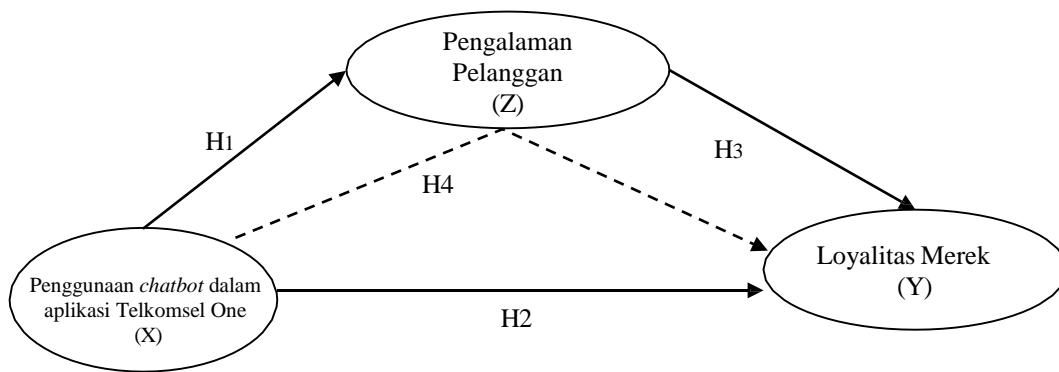 Pengalaman
Pelanggan
(Z)
H1
H3
H4
Loyalitas Merek
(Y)
Penggunaan chatbot dalam
aplikasi Telkomsel One
(X)
H2